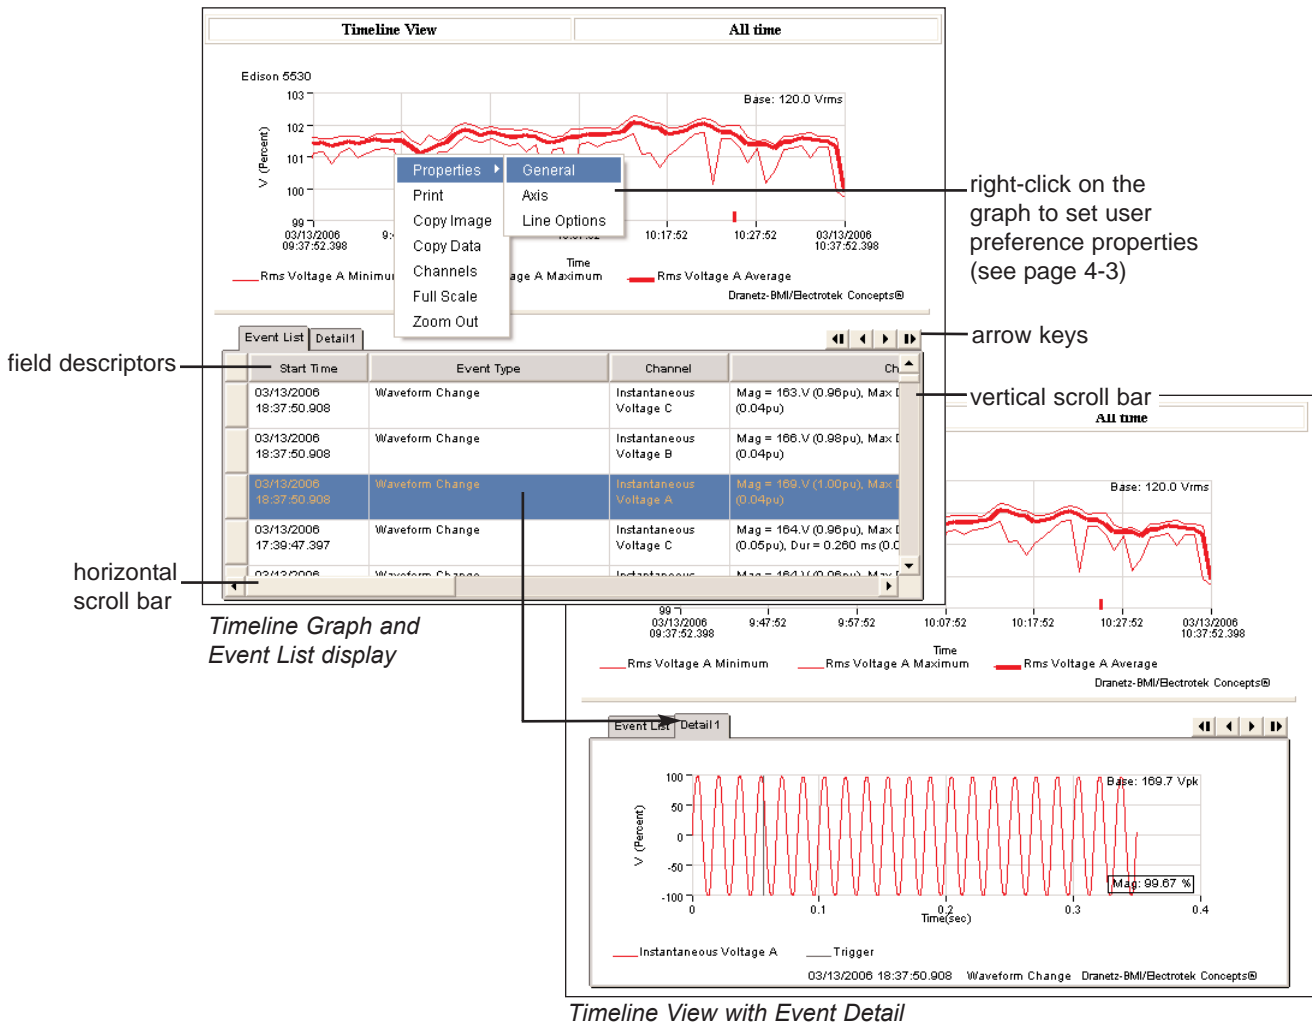 Timeline View
All time
Edison 5530
Base: 120.0 Vrms
V (Percent)
103
102
101
100
99
03/13/2006
09:37:52.398
10:17:52
10:27:52
03/13/2006
10:37:52.398
Time
Rms Voltage A
Maximum
Rms Voltage A Average
Dranetz-BMI/Electrotek Concepts®
Properties
Print
Copy Image
Copy Data
Channels
Full Scale
Zoom Out
General
Axis
Line Options
right-click on the
graph to set user
preference properties
(see page 4-3)
arrow keys
field descriptors
vertical scroll bar
horizontal
scroll bar
Event List
Detail1
Start Time
Event Type
Channel
Ch
03/13/2006
18:37:50.908
Waveform Change
Instantaneous
Voltage C
Mag = 163.V (0.96pu), Max D
(0.04pu)
03/13/2006
18:37:50.908
Waveform Change
Instantaneous
Voltage B
Mag = 166.V (0.98pu), Max D
(0.04pu)
03/13/2006
18:37:50.908
Waveform Change
Instantaneous
Voltage A
Mag = 169.V (1.00pu), Max D
(0.04pu)
03/13/2006
17:39:47.397
Waveform Change
Instantaneous
Voltage C
Mag = 164.V (0.96pu), Max D
(0.05pu), Dur = 0.260 ms (0.0
03/13/2006
Waveform Change
Instantaneous
Timeline Graph and
Event List display
All time
Base: 120.0 Vrms
99
03/13/2006
09:37:52.398
9:47:52
9:57:52
10:07:52
10:17:52
10:27:52
03/13/2006
10:37:52.398
Time
Rms Voltage A Minimum
Rms Voltage A Maximum
Rms Voltage A Average
Dranetz-BMI/Electrotek Concepts®
Event List
Detail1
Base: 169.7 Vpk
V (Percent)
100
50
0
-50
-100
Mag: 99.67 %
0
0.1
0.2
0.3
0.4
Time(sec)
Instantaneous Voltage A
Trigger
03/13/2006 18:37:50.908 Waveform Change Dranetz-BMI/Electrotek Concepts®
Timeline View with Event Detail